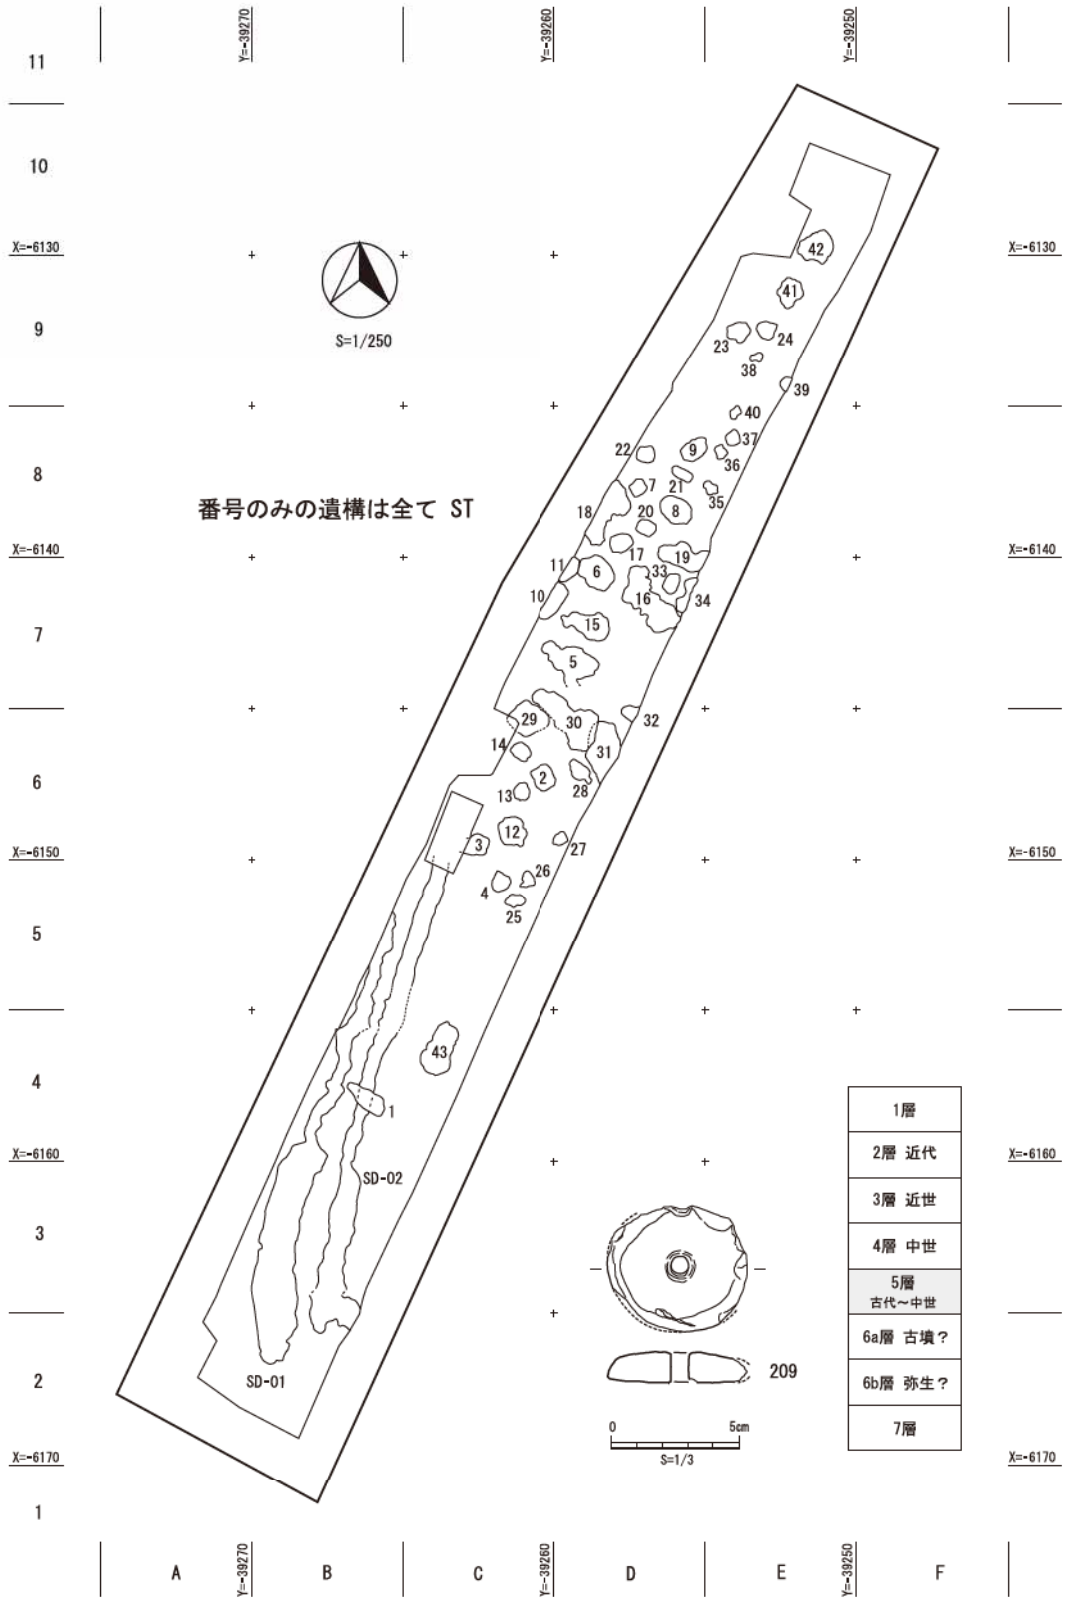 Y=-39270
Y=-39260
Y=-39250
11
10
X=-6130
X=-6130
42
41
S=1/250
9
23
24
38
39
40
22
9
37
36
8
番号のみの遺構は全て ST
7
21
35
18
20
8
X=-6140
X=-6140
17
19
11
6
33
10
16
34
7
15
5
29
30
32
14
31
6
2
28
13
12
3
27
X=-6150
X=-6150
4
26
25
5
43
4
1
X=-6160
X=-6160
SD-02
3
SD-01
2
X=-6170
X=-6170
1
209
0
5cm
S=1/3
1層
2層 近代
3層 近世
4層 中世
5層
古代～中世
6a層 古墳？
6b層 弥生？
7層
A
Y=-39270
B
C
Y=-39260
D
E
Y=-39250
F